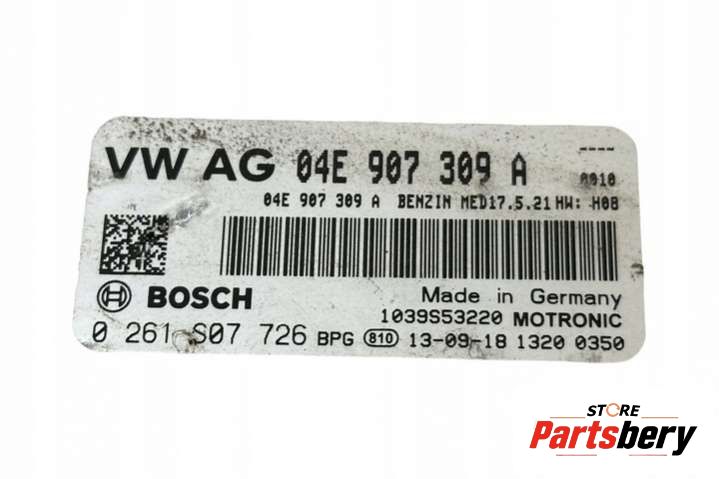 VW AG 04E 907 309 A
----
0010
04E 907 309 A BENZIN MED17.5.21 HW: H08
BOSCH
Made in Germany
1039S53220 MOTRONIC
0 261 S07 726 BPG 810 13-09-18 1320 0350
STORE
Partsbery